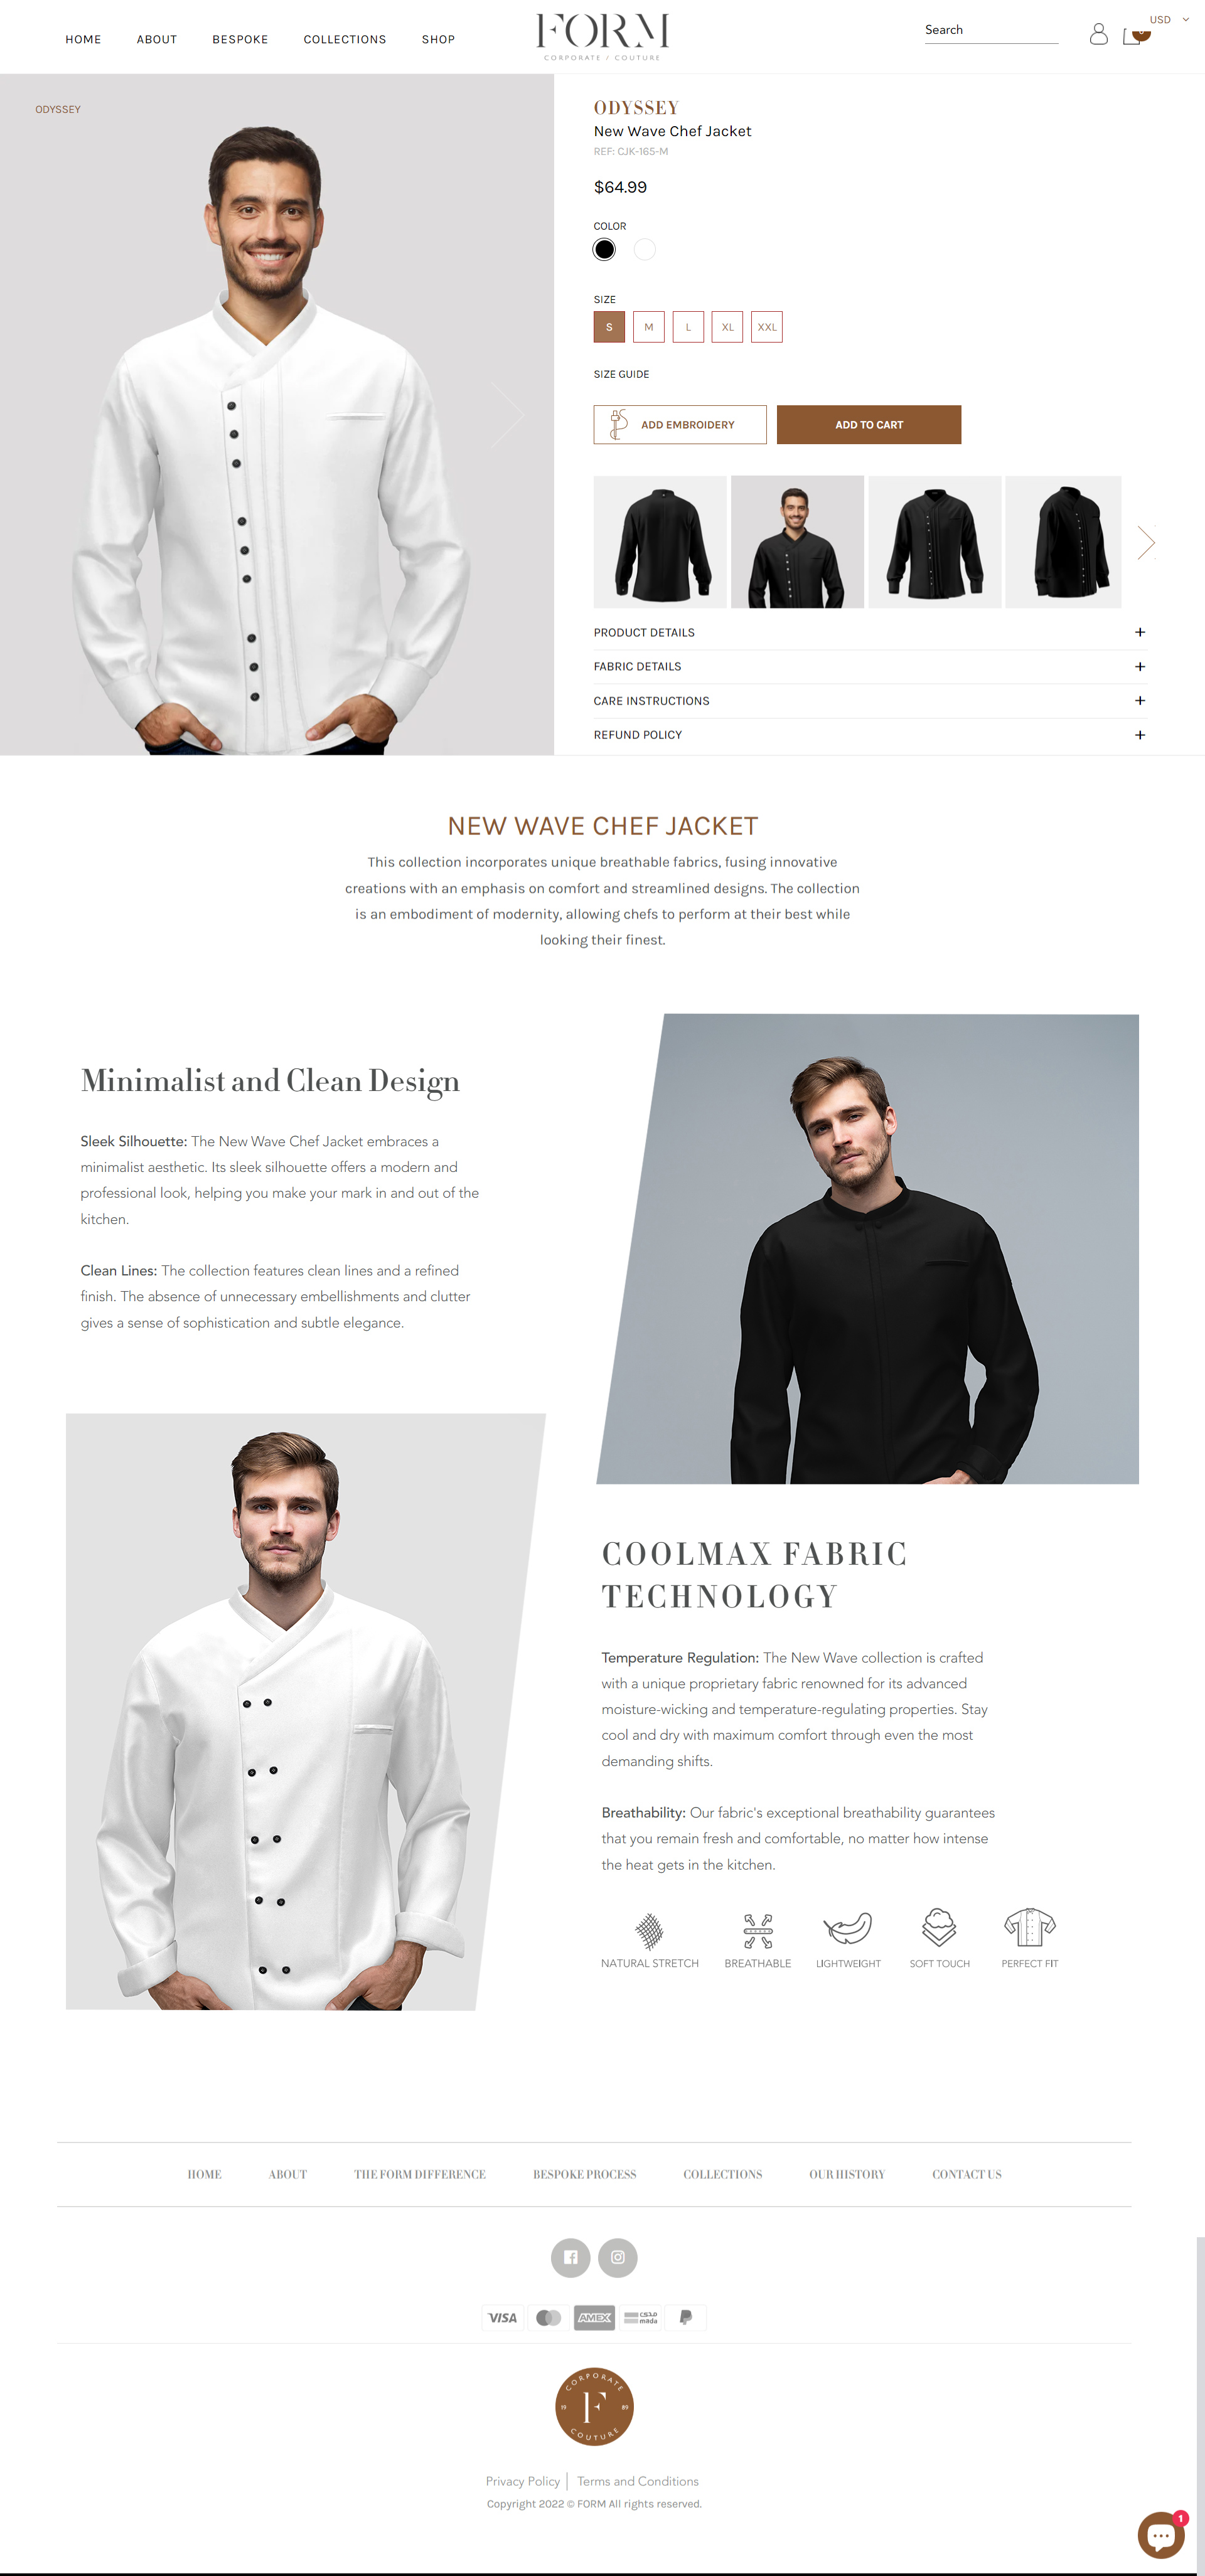 HOME ABOUT BESPOKE COLLECTIONS SHOP
FORM
CORPORATE / COUTURE
Search
USD
ODYSSEY
ODYSSEY
New Wave Chef Jacket
REF: CJK-165-M
$64.99
COLOR
SIZE
S M L XL XXL
SIZE GUIDE
ADD EMBROIDERY
ADD TO CART
PRODUCT DETAILS +
FABRIC DETAILS +
CARE INSTRUCTIONS +
REFUND POLICY +
NEW WAVE CHEF JACKET
This collection incorporates unique breathable fabrics, fusing innovative
creations with an emphasis on comfort and streamlined designs. The collection
is an embodiment of modernity, allowing chefs to perform at their best while
looking their finest.
Minimalist and Clean Design
Sleek Silhouette: The New Wave Chef Jacket embraces a
minimalist aesthetic. Its sleek silhouette offers a modern and
professional look, helping you make your mark in and out of the
kitchen.
Clean Lines: The collection features clean lines and a refined
finish. The absence of unnecessary embellishments and clutter
gives a sense of sophistication and subtle elegance.
COOLMAX FABRIC
TECHNOLOGY
Temperature Regulation: The New Wave collection is crafted
with a unique proprietary fabric renowned for its advanced
moisture-wicking and temperature-regulating properties. Stay
cool and dry with maximum comfort through even the most
demanding shifts.
Breathability: Our fabric's exceptional breathability guarantees
that you remain fresh and comfortable, no matter how intense
the heat gets in the kitchen.
NATURAL STRETCH BREATHABLE LIGHTWEIGHT SOFT TOUCH PERFECT FIT
HOME ABOUT THE FORM DIFFERENCE BESPOKE PROCESS COLLECTIONS OUR HISTORY CONTACT US
VISA AMEX mada
CORPORATE
19 F 89
COUTURE
Privacy Policy Terms and Conditions
Copyright 2022 © FORM All rights reserved.
1